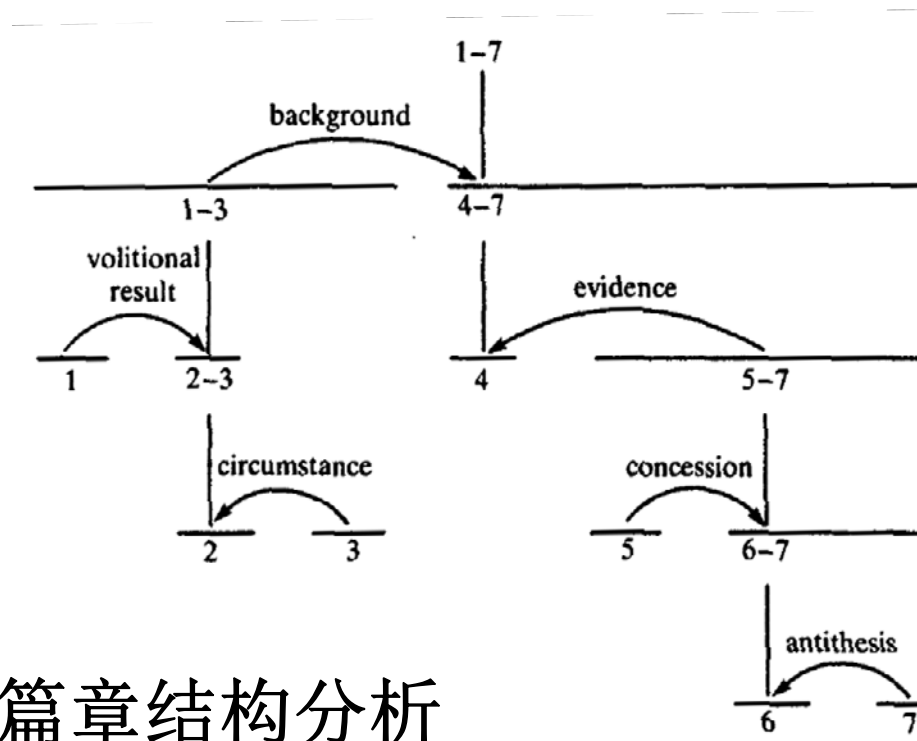 1–7
background
1–3
4–7
volitional
result
evidence
1
2–3
4
5–7
circumstance
concession
2
3
5
6–7
antithesis
6
7
篇章结构分析